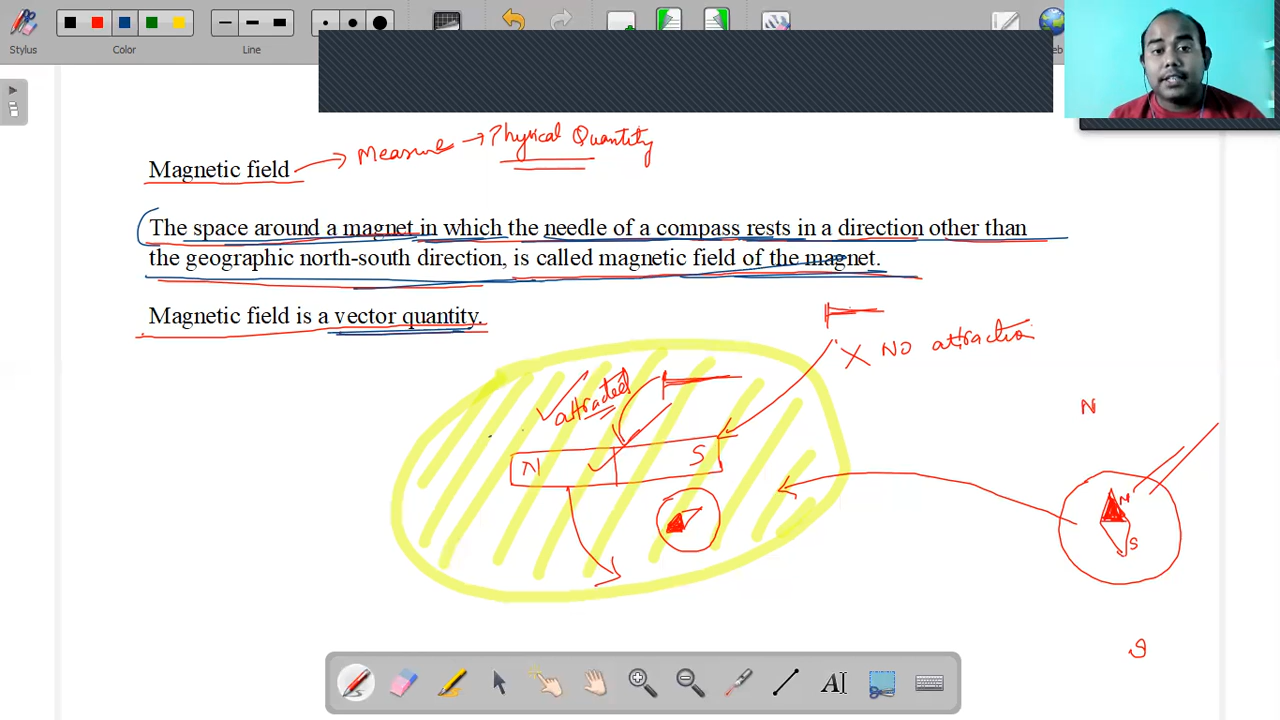 Stylus
Color
Line
Measure → Physical Quantity
Magnetic field
The space around a magnet in which the needle of a compass rests in a direction other than
the geographic north-south direction, is called magnetic field of the magnet.
Magnetic field is a vector quantity.
X NO attraction
attracted
N S
N
N
S
S